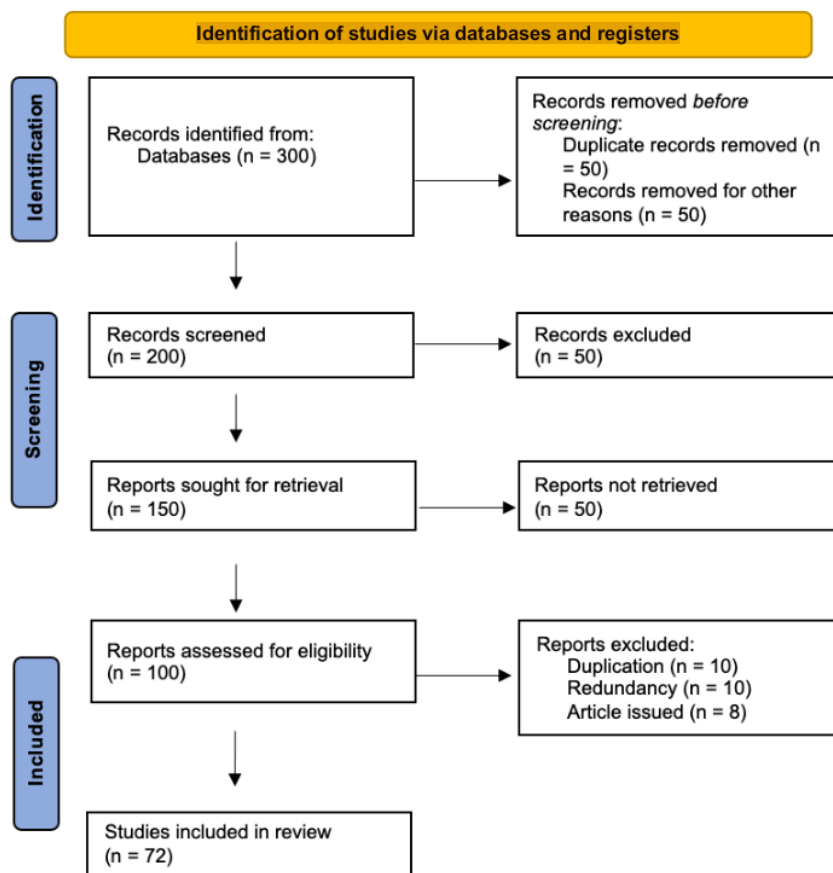 Identification of studies via databases and registers
Identification
Records identified from:
Databases (n = 300)
Records removed before
screening:
Duplicate records removed (n
= 50)
Records removed for other
reasons (n = 50)
Screening
Records screened
(n = 200)
Records excluded
(n = 50)
Reports sought for retrieval
(n = 150)
Reports not retrieved
(n = 50)
Included
Reports assessed for eligibility
(n = 100)
Reports excluded:
Duplication (n = 10)
Redundancy (n = 10)
Article issued (n = 8)
Studies included in review
(n = 72)